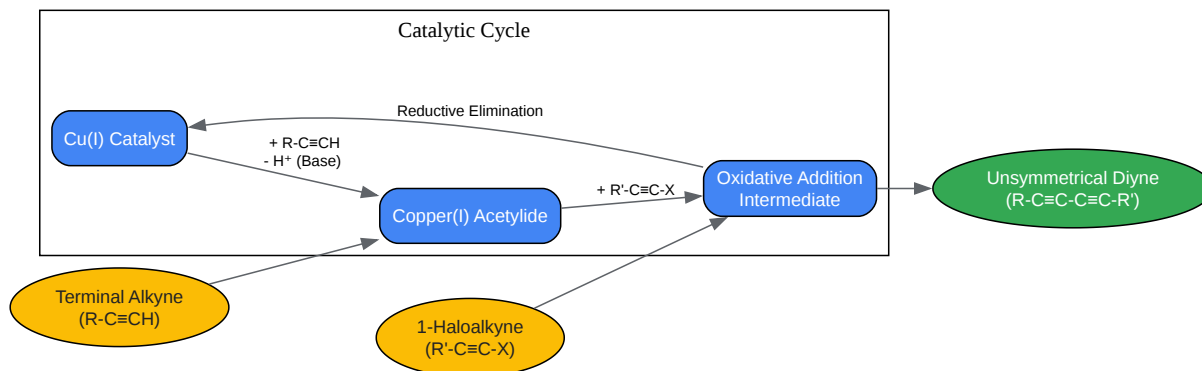 Catalytic Cycle
Reductive Elimination
Cu(I) Catalyst
+ R-C≡CH
- H⁺ (Base)
Oxidative Addition
Intermediate
Unsymmetrical Diyne
(R-C≡C-C≡C-R')
+ R'-C≡C-X
Copper(I) Acetylide
Terminal Alkyne
(R-C≡CH)
1-Haloalkyne
(R'-C≡C-X)